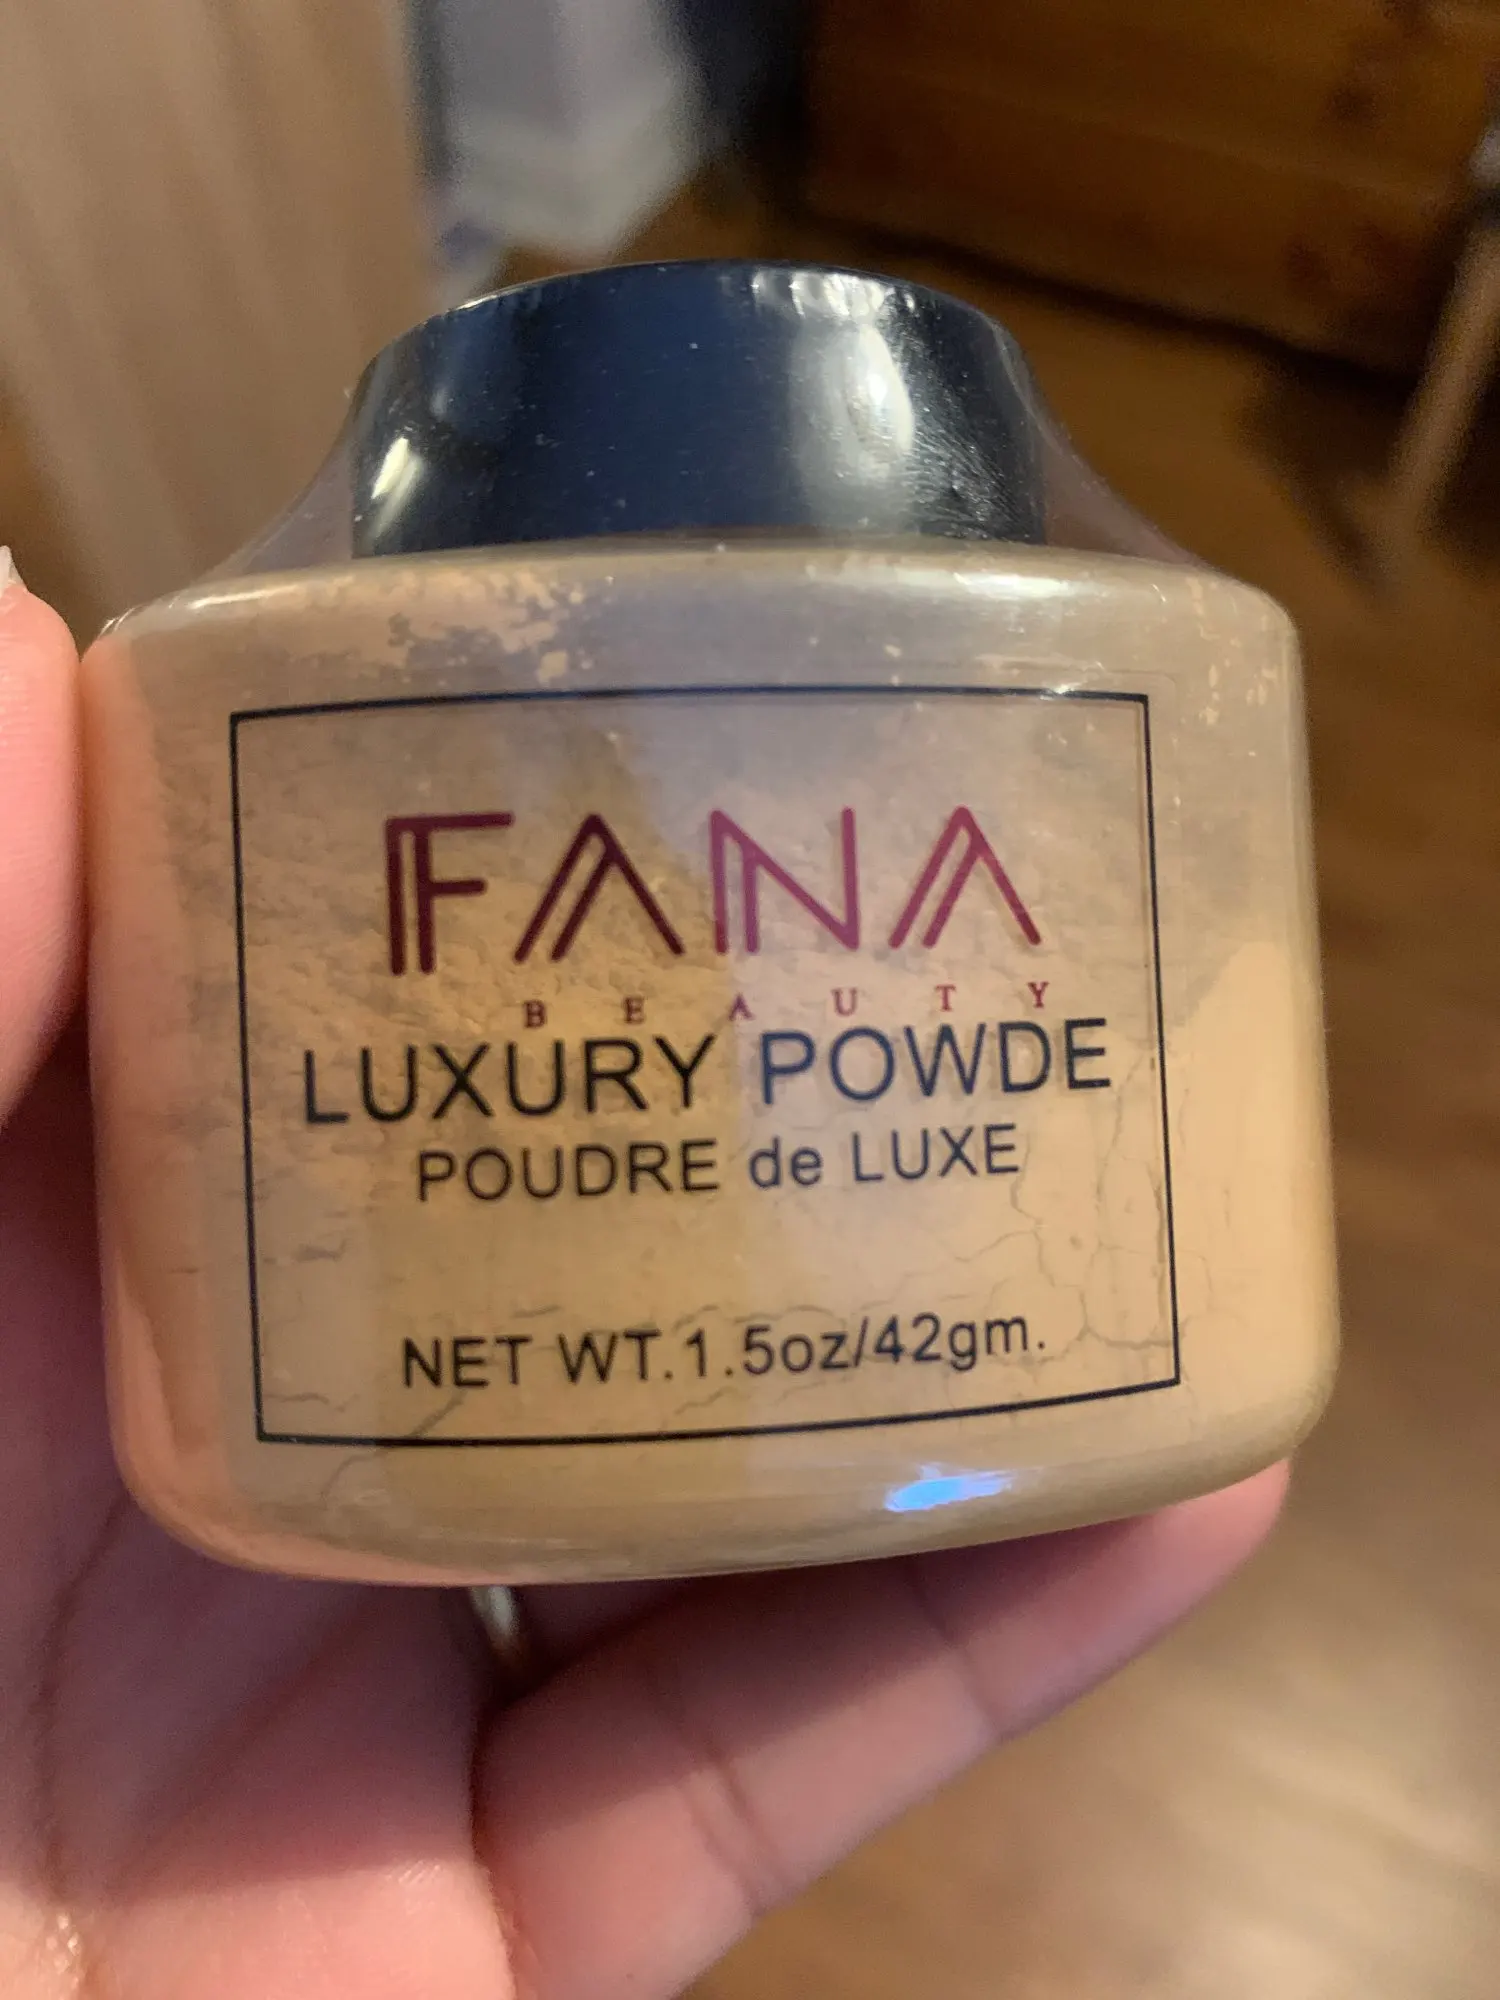 FANA
BEAUTY
LUXURY POWDE
POUDRE de LUXE
NET WT.1.5oz/42gm.